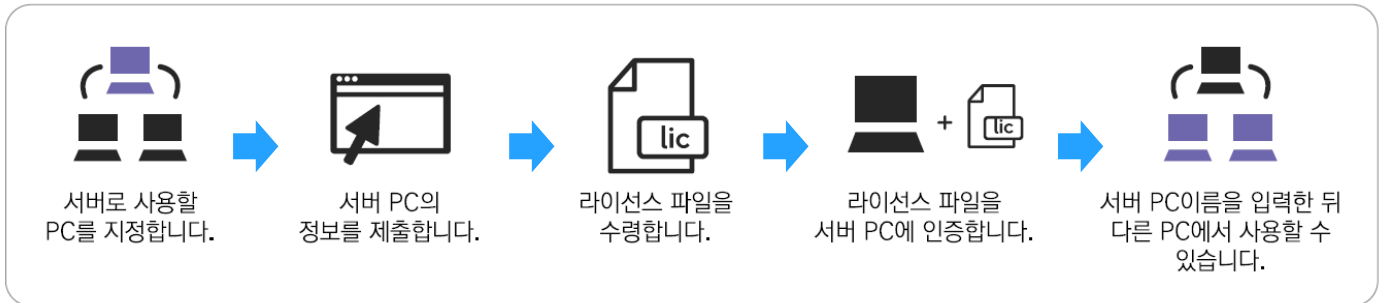 lic
+
lic
서버로 사용할
PC를 지정합니다.
서버 PC의
정보를 제출합니다.
라이선스 파일을
수령합니다.
라이선스 파일을
서버 PC에 인증합니다.
서버 PC이름을 입력한 뒤
다른 PC에서 사용할 수
있습니다.